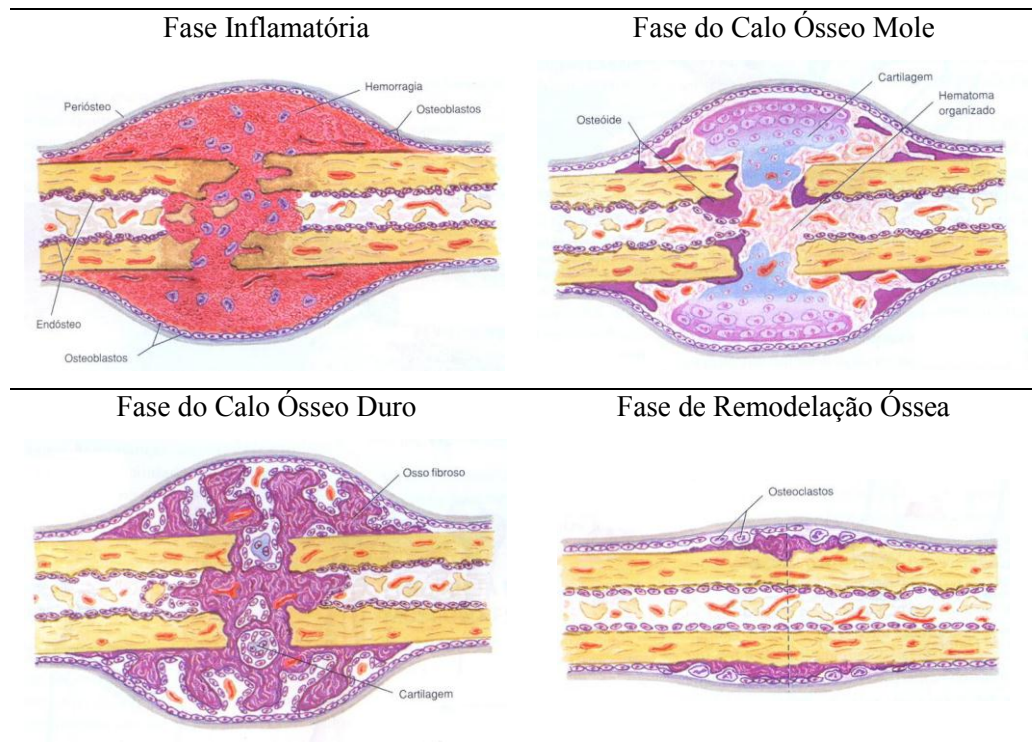 Fase Inflamatória
Fase do Calo Ósseo Mole
Periósteo
Hemorragia
Osteoblastos
Endósteo
Osteoblastos
Cartilagem
Hematoma
organizado
Osteóide
Fase do Calo Ósseo Duro
Fase de Remodelação Óssea
Osso fibroso
Cartilagem
Osteoclastos